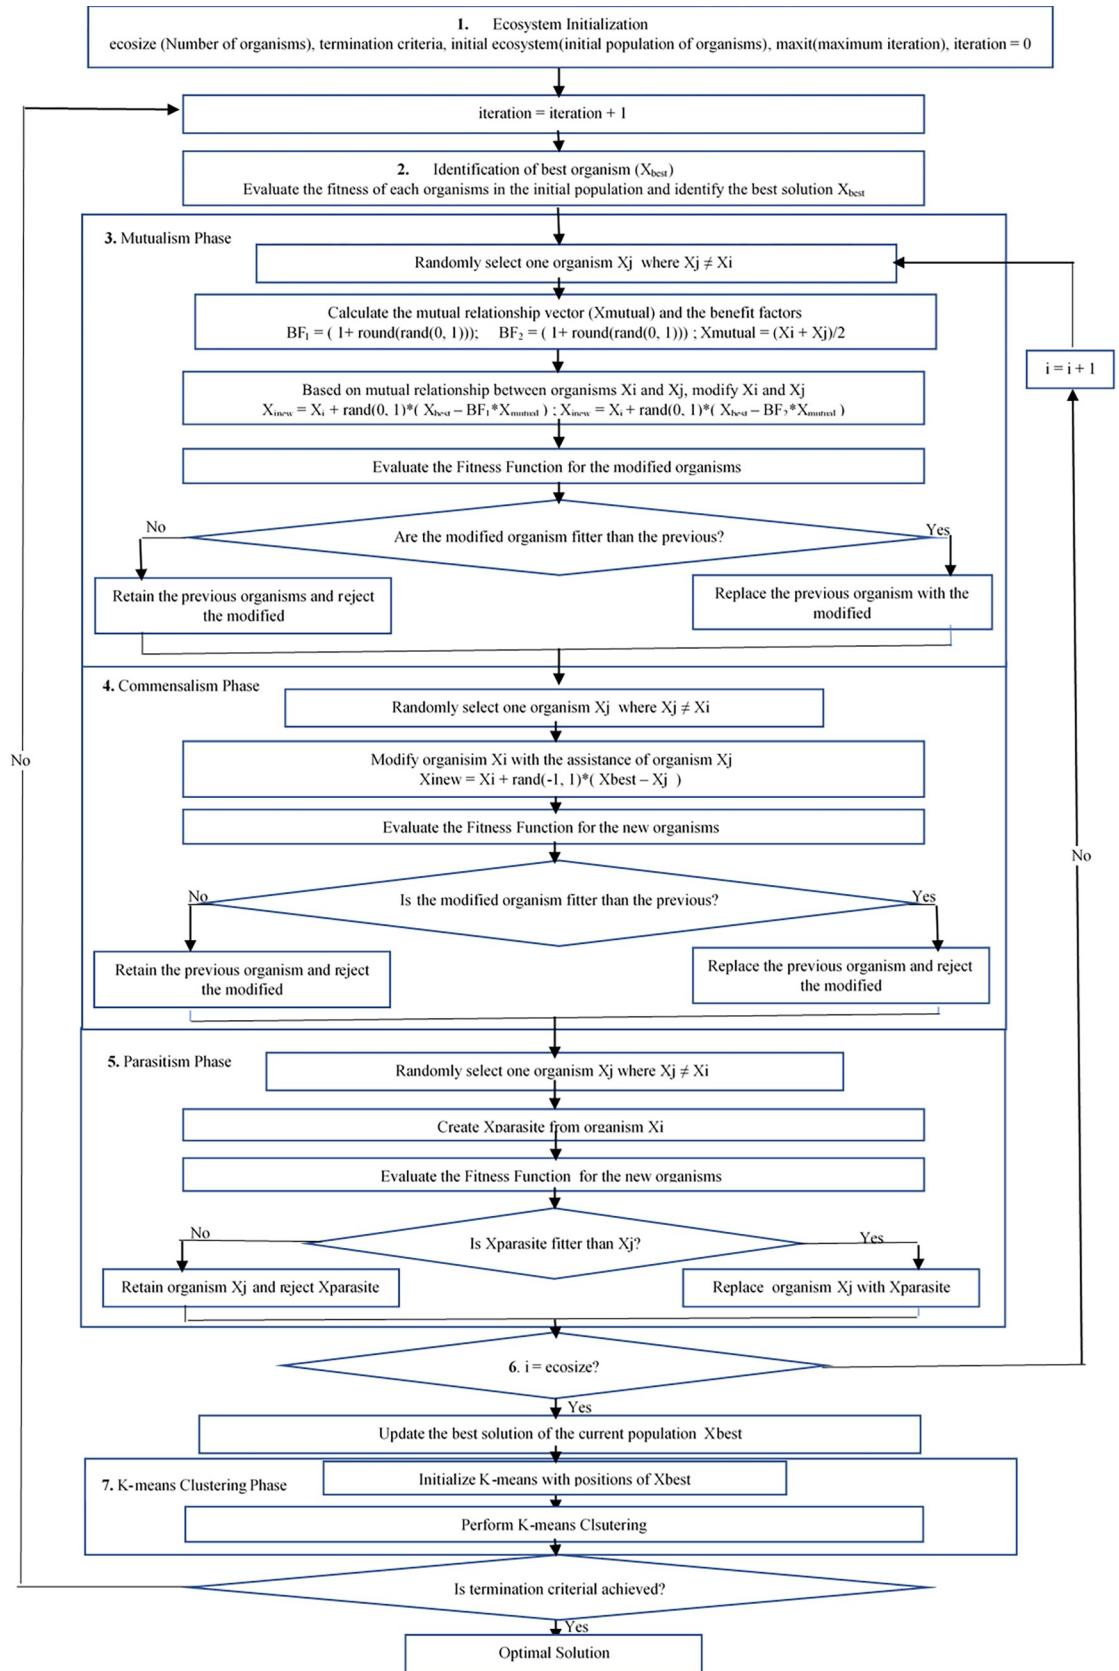 1. Ecosystem Initialization
ecosize (Number of organisms), termination criteria, initial ecosystem(initial population of organisms), maxit(maximum iteration), iteration = 0
iteration = iteration + 1
2. Identification of best organism (Xbest)
Evaluate the fitness of each organisms in the initial population and identify the best solution Xbest
3. Mutualism Phase
Randomly select one organism Xj where Xj ≠ Xi
Calculate the mutual relationship vector (Xmutual) and the benefit factors
BF1 = ( 1+ round(rand(0, 1))); BF2 = ( 1+ round(rand(0, 1))) ; Xmutual = (Xi + Xj)/2
i = i + 1
Based on mutual relationship between organisms Xi and Xj, modify Xi and Xj
Xinew = Xi + rand(0, 1)*( Xbest – BF1*Xmutual ) ; Xinew = Xi + rand(0, 1)*( Xbest – BF2*Xmutual )
Evaluate the Fitness Function for the modified organisms
No
Are the modified organism fitter than the previous?
Yes
Retain the previous organisms and reject
the modified
Replace the previous organism with the
modified
4. Commensalism Phase
Randomly select one organism Xj where Xj ≠ Xi
No
Modify organisim Xi with the assistance of organism Xj
Xinew = Xi + rand(-1, 1)*( Xbest – Xj )
Evaluate the Fitness Function for the new organisms
No
No
Is the modified organism fitter than the previous?
Yes
Retain the previous organism and reject
the modified
Replace the previous organism and reject
the modified
5. Parasitism Phase
Randomly select one organism Xj where Xj ≠ Xi
Create Xparasite from organism Xi
Evaluate the Fitness Function for the new organisms
No
Is Xparasite fitter than Xj?
Yes
Retain organism Xj and reject Xparasite
Replace organism Xj with Xparasite
6. i = ecosize?
Yes
Update the best solution of the current population Xbest
7. K-means Clustering Phase
Initialize K-means with positions of Xbest
Perform K-means Clsutering
Is termination criterial achieved?
Yes
Optimal Solution